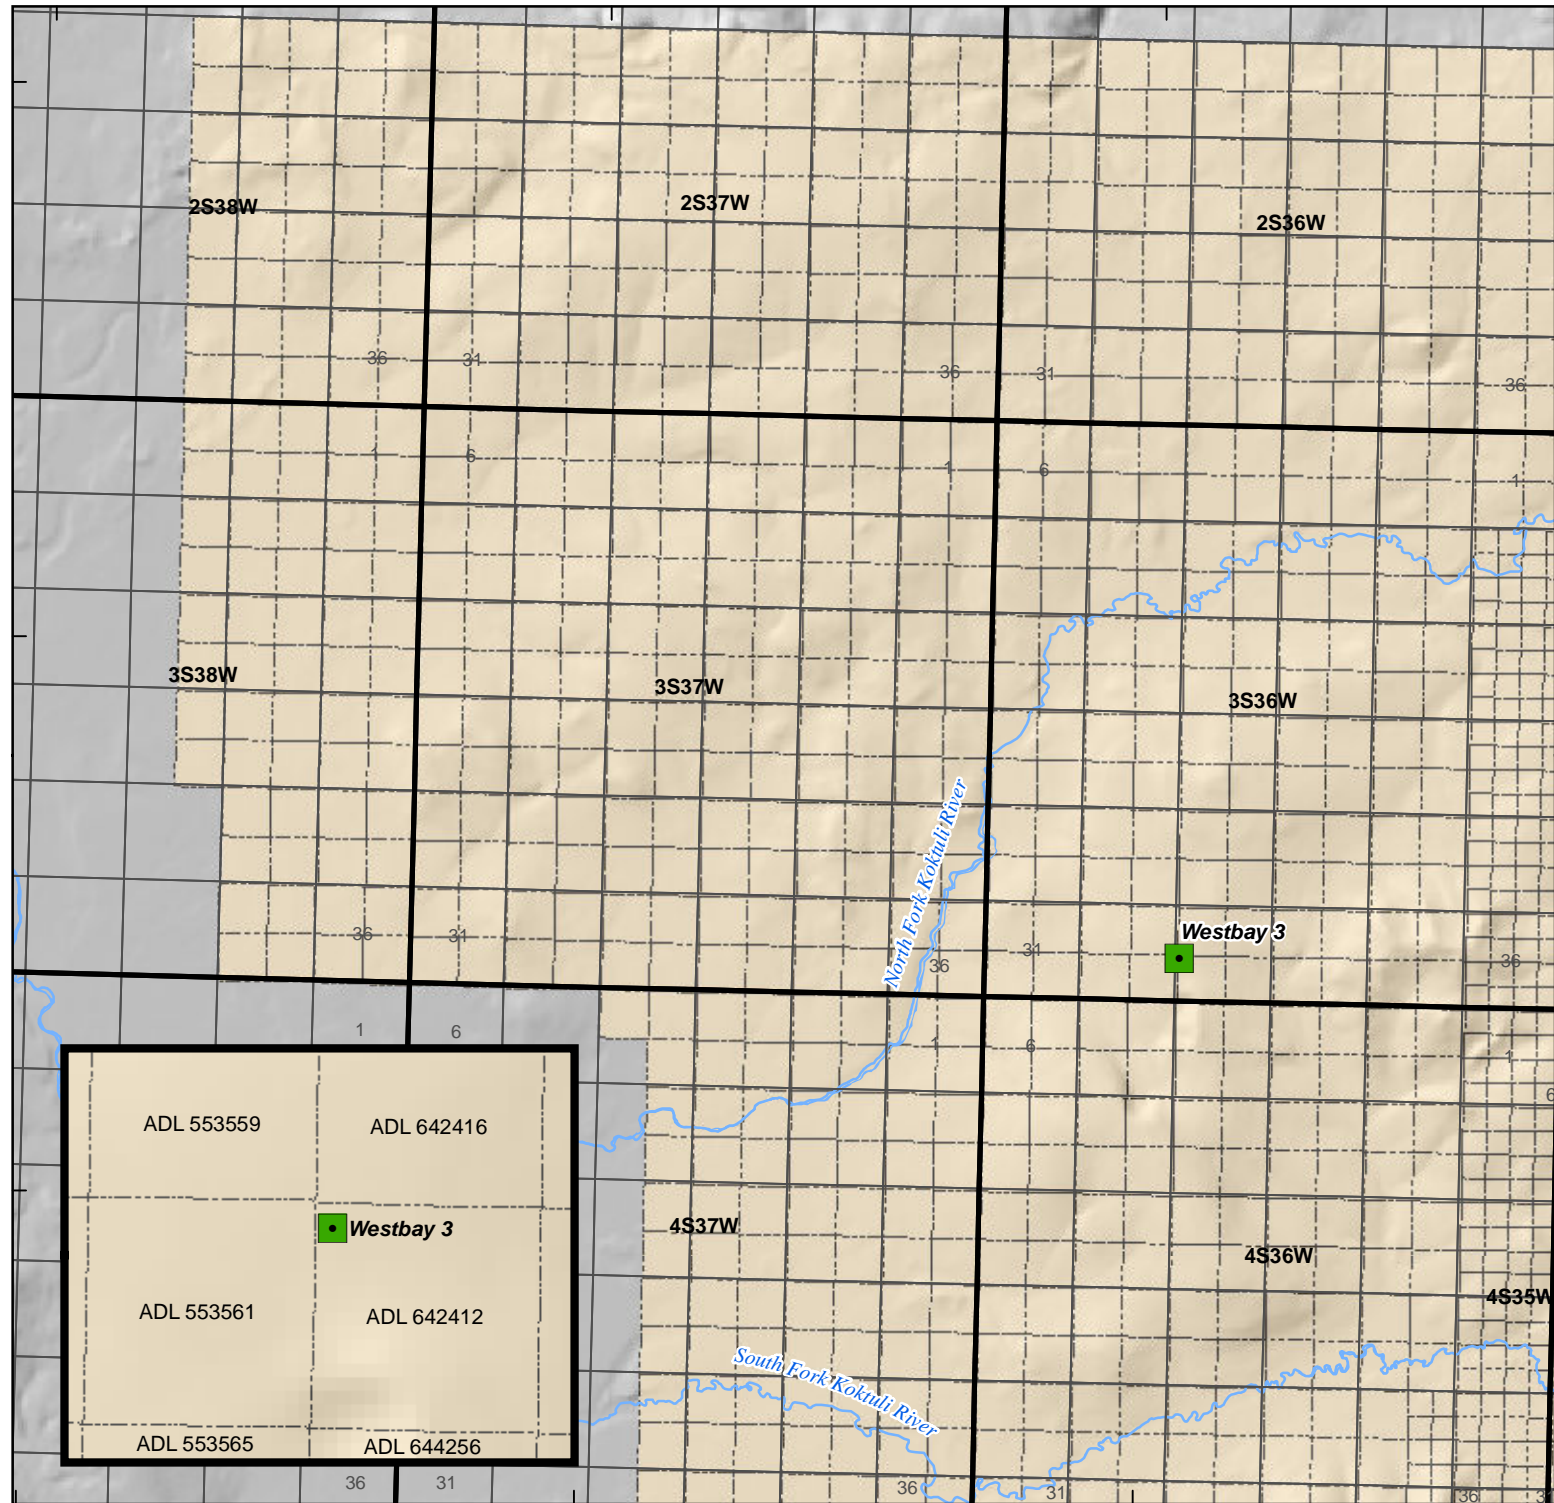 2S38W
2S37W
2S36W
36
31
36
31
36
1
6
1
6
1
3S38W
3S37W
3S36W
North Fork Koktuli River
Westbay 3
36
31
36
31
36
1
6
1
6
1
6
ADL 553559
ADL 642416
Westbay 3
ADL 553561
ADL 642412
ADL 553565
ADL 644256
4S37W
4S36W
4S35W
South Fork Koktuli River
36
31
36
31
36